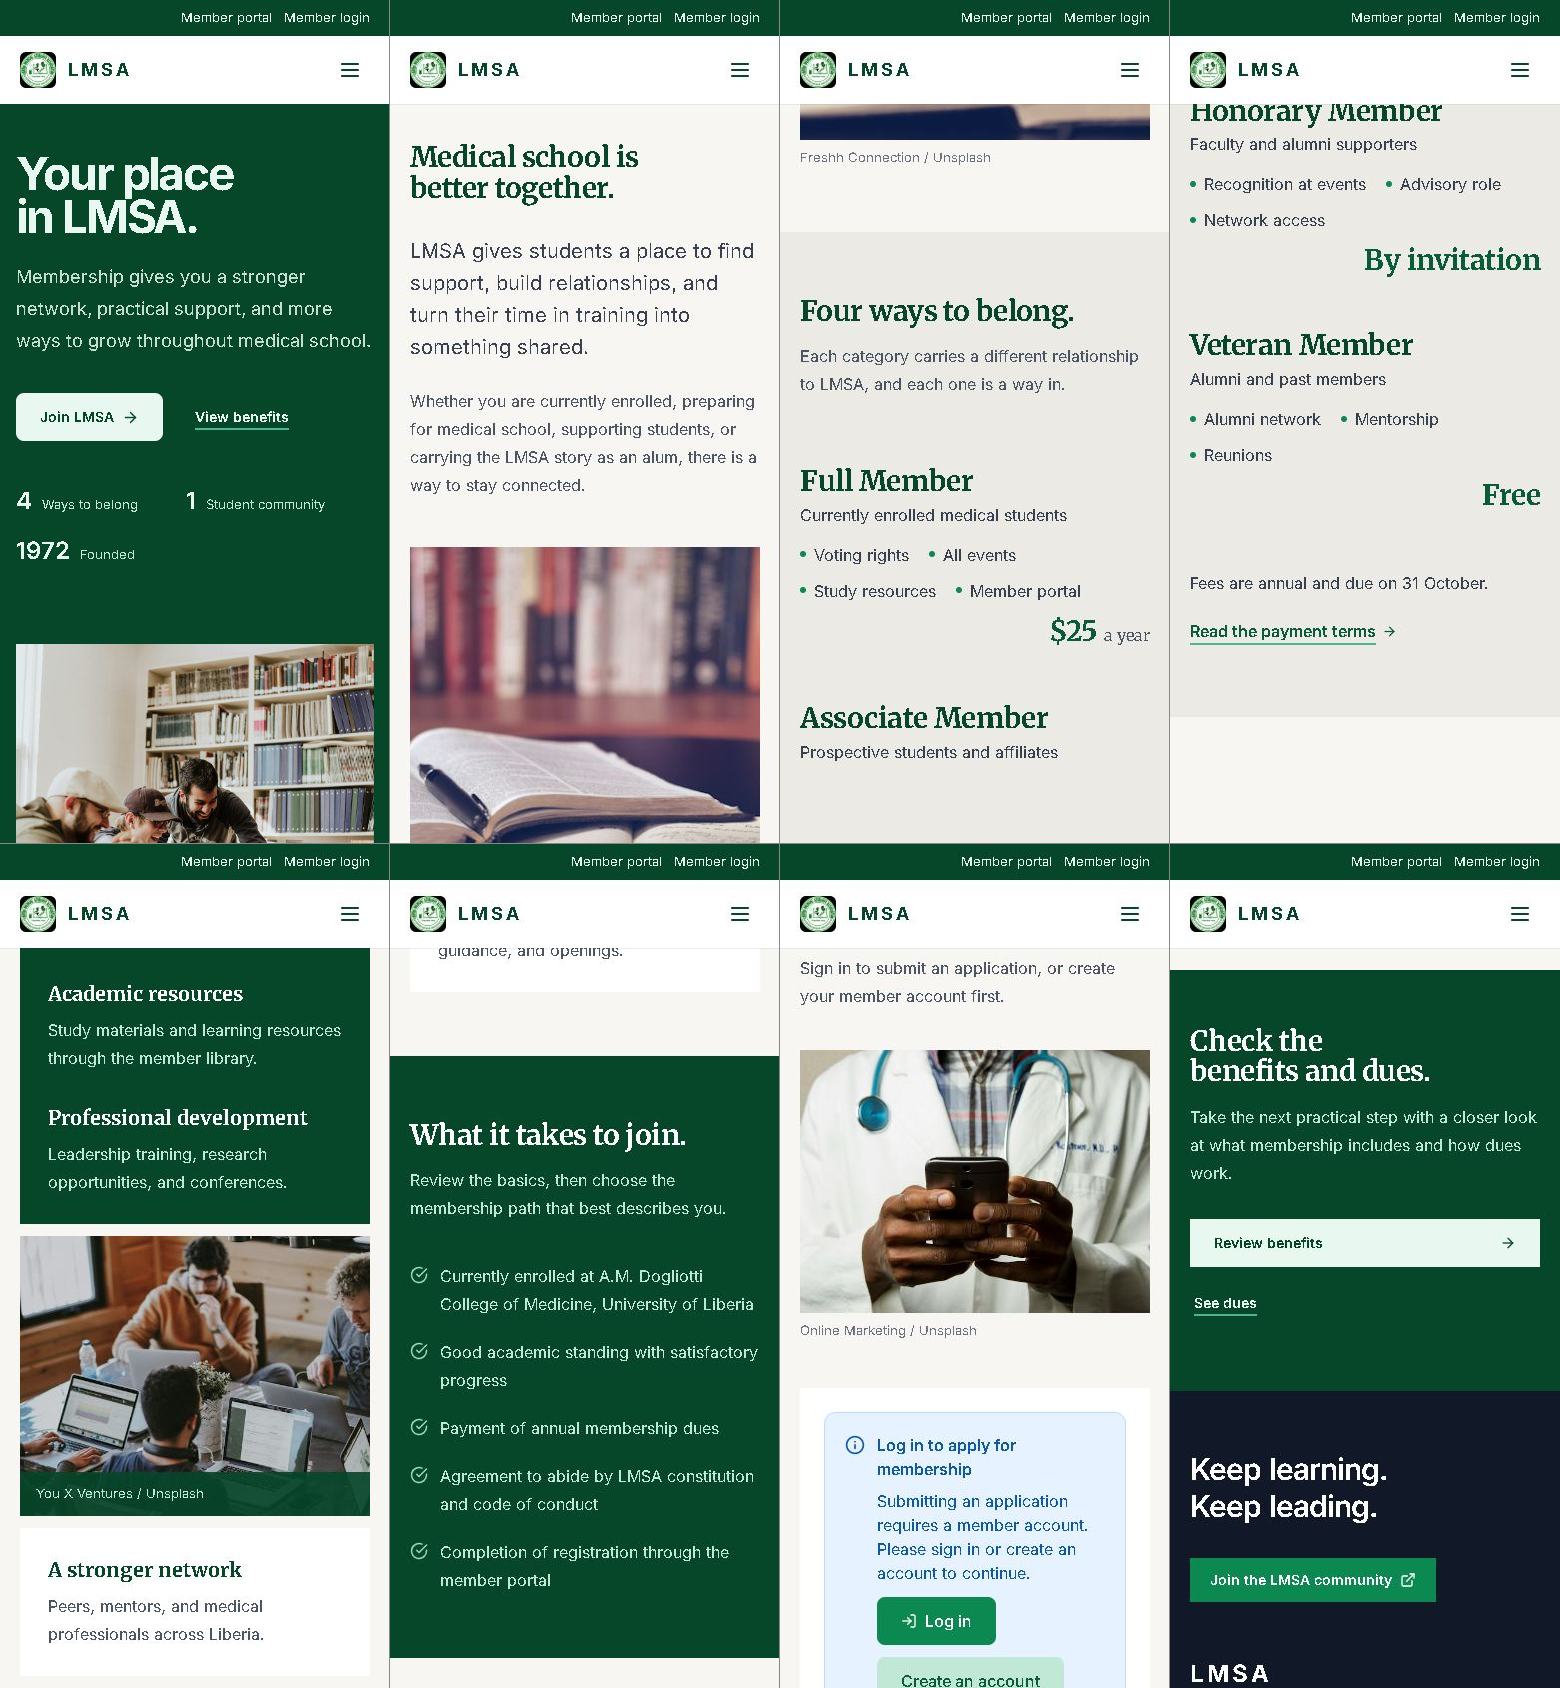 Member portal Member login
LMSA
Your place
in LMSA.
Membership gives you a stronger
network, practical support, and more
ways to grow throughout medical school.
Join LMSA
View benefits
4 Ways to belong
1 Student community
1972 Founded
Member portal Member login
LMSA
Medical school is
better together.
LMSA gives students a place to find
support, build relationships, and
turn their time in training into
something shared.
Whether you are currently enrolled, preparing
for medical school, supporting students, or
carrying the LMSA story as an alum, there is a
way to stay connected.
Member portal Member login
LMSA
Freshh Connection / Unsplash
Four ways to belong.
Each category carries a different relationship
to LMSA, and each one is a way in.
Full Member
Currently enrolled medical students
Voting rights
All events
Study resources
Member portal
$25 a year
Associate Member
Prospective students and affiliates
Member portal Member login
LMSA
Honorary Member
Faculty and alumni supporters
Recognition at events
Advisory role
Network access
By invitation
Veteran Member
Alumni and past members
Alumni network
Mentorship
Reunions
Free
Fees are annual and due on 31 October.
Read the payment terms
Member portal Member login
LMSA
Academic resources
Study materials and learning resources
through the member library.
Professional development
Leadership training, research
opportunities, and conferences.
You X Ventures / Unsplash
A stronger network
Peers, mentors, and medical
professionals across Liberia.
Member portal Member login
LMSA
guidance, and openings.
What it takes to join.
Review the basics, then choose the
membership path that best describes you.
Currently enrolled at A.M. Dogliotti
College of Medicine, University of Liberia
Good academic standing with satisfactory
progress
Payment of annual membership dues
Agreement to abide by LMSA constitution
and code of conduct
Completion of registration through the
member portal
Member portal Member login
LMSA
Sign in to submit an application, or create
your member account first.
Online Marketing / Unsplash
Log in to apply for
membership
Submitting an application
requires a member account.
Please sign in or create an
account to continue.
Log in
Create an account
Member portal Member login
LMSA
Check the
benefits and dues.
Take the next practical step with a closer look
at what membership includes and how dues
work.
Review benefits
See dues
Keep learning.
Keep leading.
Join the LMSA community
LMSA